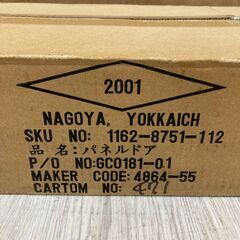 2001
NAGOYA, YOKKAICH
SKU NO: 1162-8751-112
品名:パネルドア
P/O NO:GC0181-01
MAKER CODE: 4864-55
CARTOM NO: 471